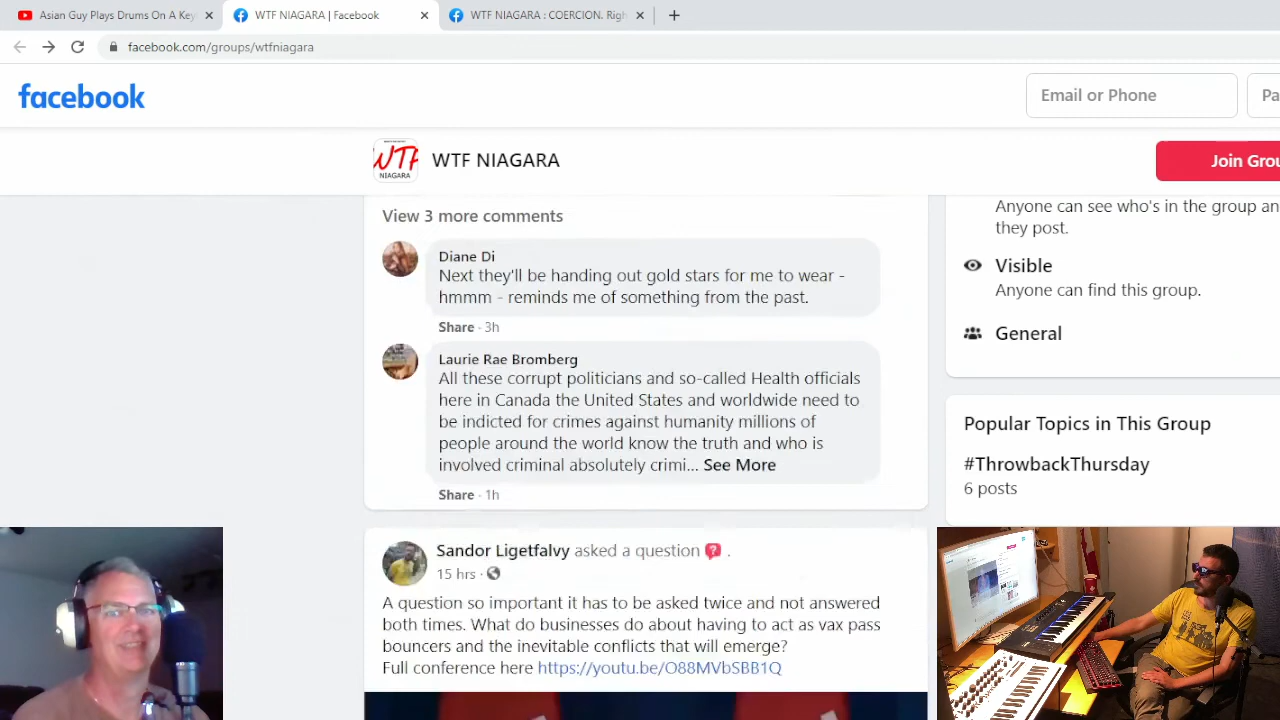 Asian Guy Plays Drums On A Key
WTF NIAGARA | Facebook
WTF NIAGARA : COERCION. Righ
facebook.com/groups/wtfniagara
facebook
Email or Phone
Pa
WTF
NIAGARA
WTF NIAGARA
Join Grou
View 3 more comments
Diane Di
Next they'll be handing out gold stars for me to wear -
hmmm - reminds me of something from the past.
Share · 3h
Laurie Rae Bromberg
All these corrupt politicians and so-called Health officials
here in Canada the United States and worldwide need to
be indicted for crimes against humanity millions of
people around the world know the truth and who is
involved criminal absolutely crimi... See More
Share · 1h
Sandor Ligetfalvy asked a question .
15 hrs ·
A question so important it has to be asked twice and not answered
both times. What do businesses do about having to act as vax pass
bouncers and the inevitable conflicts that will emerge?
Full conference here https://youtu.be/O88MVbSBB1Q
Anyone can see who's in the group an
they post.
Visible
Anyone can find this group.
General
Popular Topics in This Group
#ThrowbackThursday
6 posts